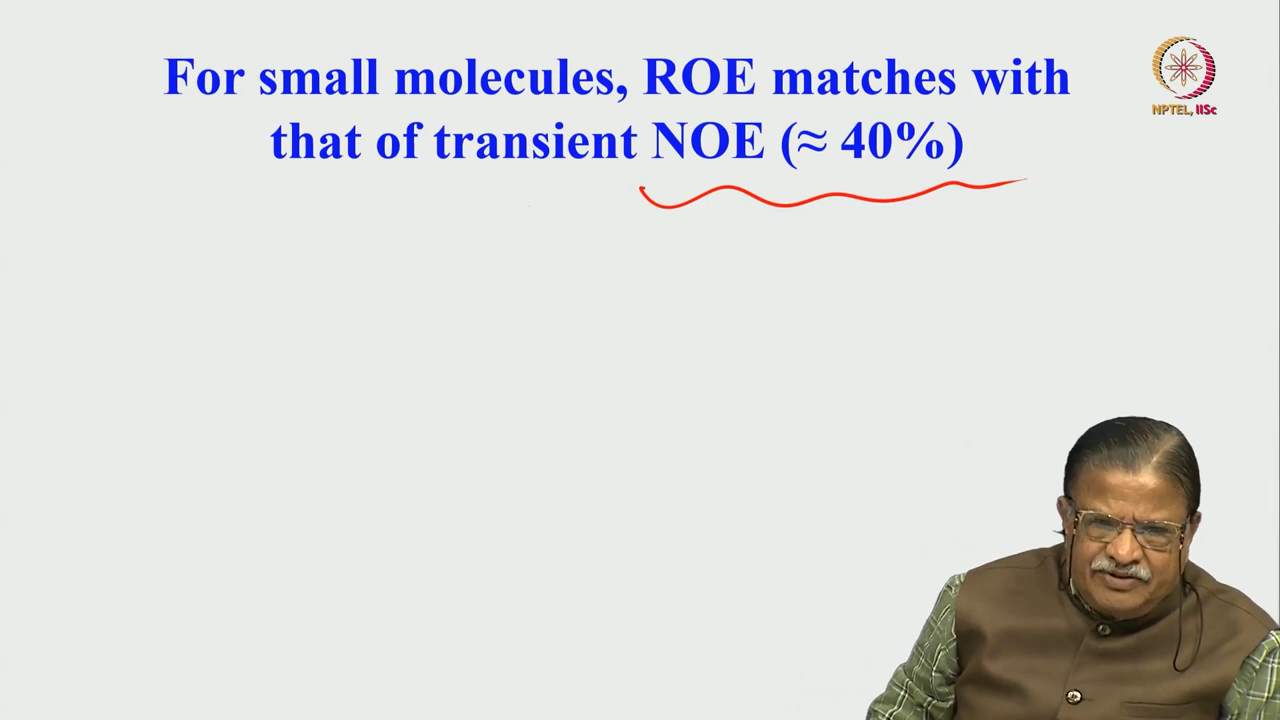 For small molecules, ROE matches with
that of transient NOE (≈ 40%)
NPTEL, IISc